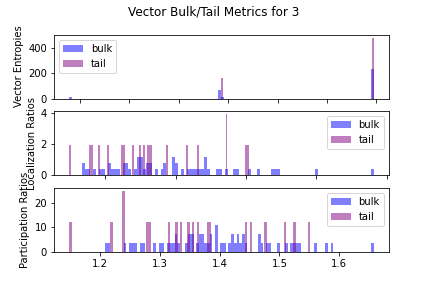 Vector Bulk/Tail Metrics for 3
Vector Entropies
400
200
0
bulk
tail
Localization Ratios
4
2
0
bulk
tail
Participation Ratios
20
10
0
bulk
tail
1.2
1.3
1.4
1.5
1.6